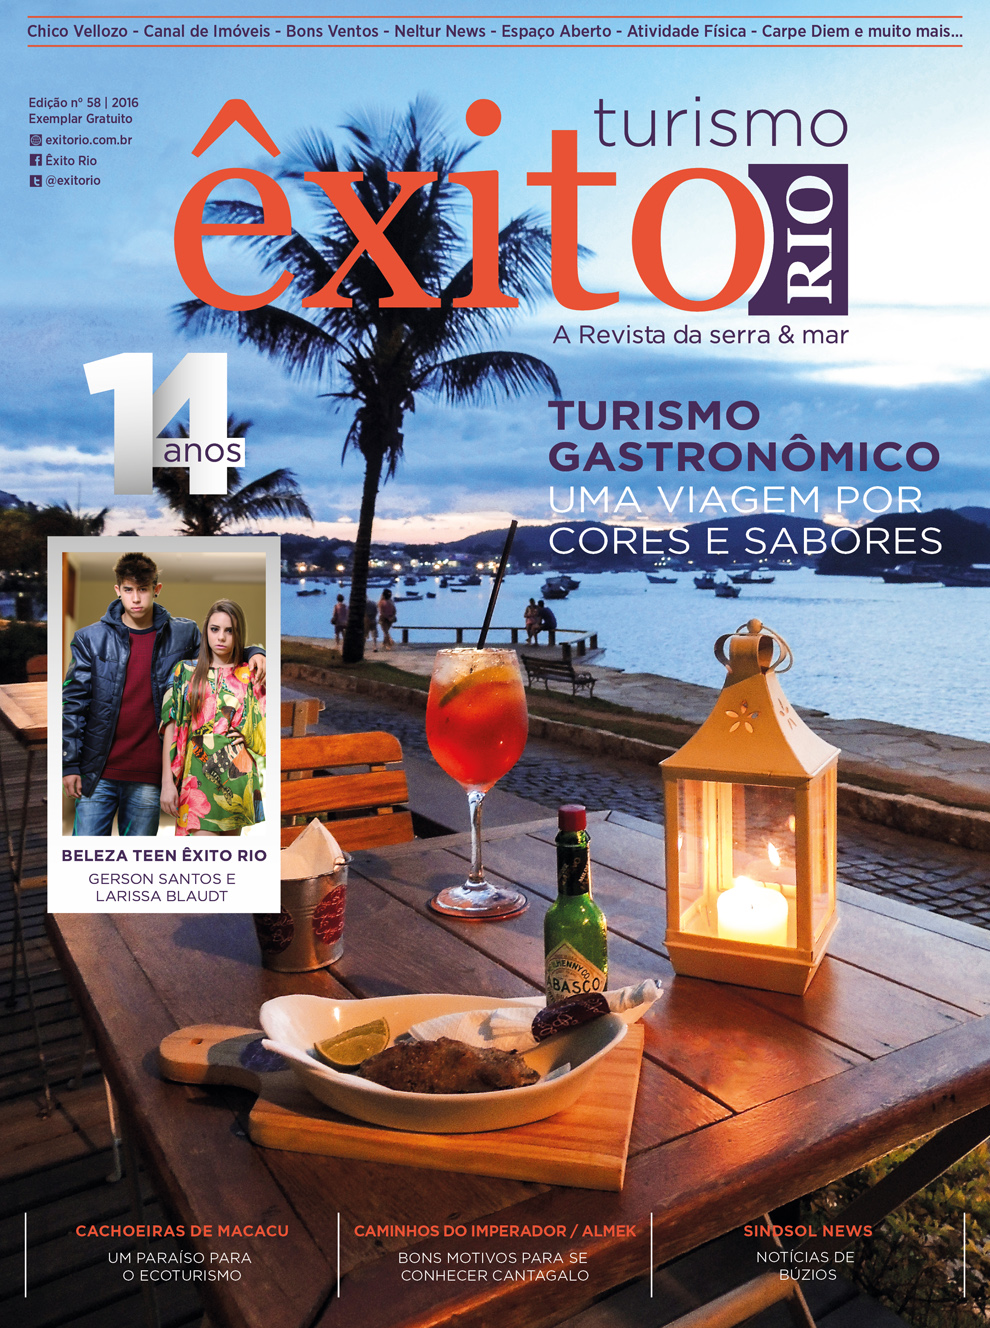 Chico Vellozo - Canal de Imóveis - Bons Ventos - Neltur News - Espaço Aberto - Atividade Física - Carpe Diem e muito mais...
Edição nº 58 | 2016
Exemplar Gratuito
exitorio.com.br
Êxito Rio
@exitorio
turismo
êxito
RIO
A Revista da serra & mar
14
anos
TURISMO
GASTRONÔMICO
UMA VIAGEM POR
CORES E SABORES
BELEZA TEEN ÊXITO RIO
GERSON SANTOS E
LARISSA BLAUDT
ABASCO
CACHOEIRAS DE MACACU
UM PARAÍSO PARA
O ECOTURISMO
CAMINHOS DO IMPERADOR / ALMEK
BONS MOTIVOS PARA SE
CONHECER CANTAGALO
SINDSOL NEWS
NOTÍCIAS DE
BÚZIOS